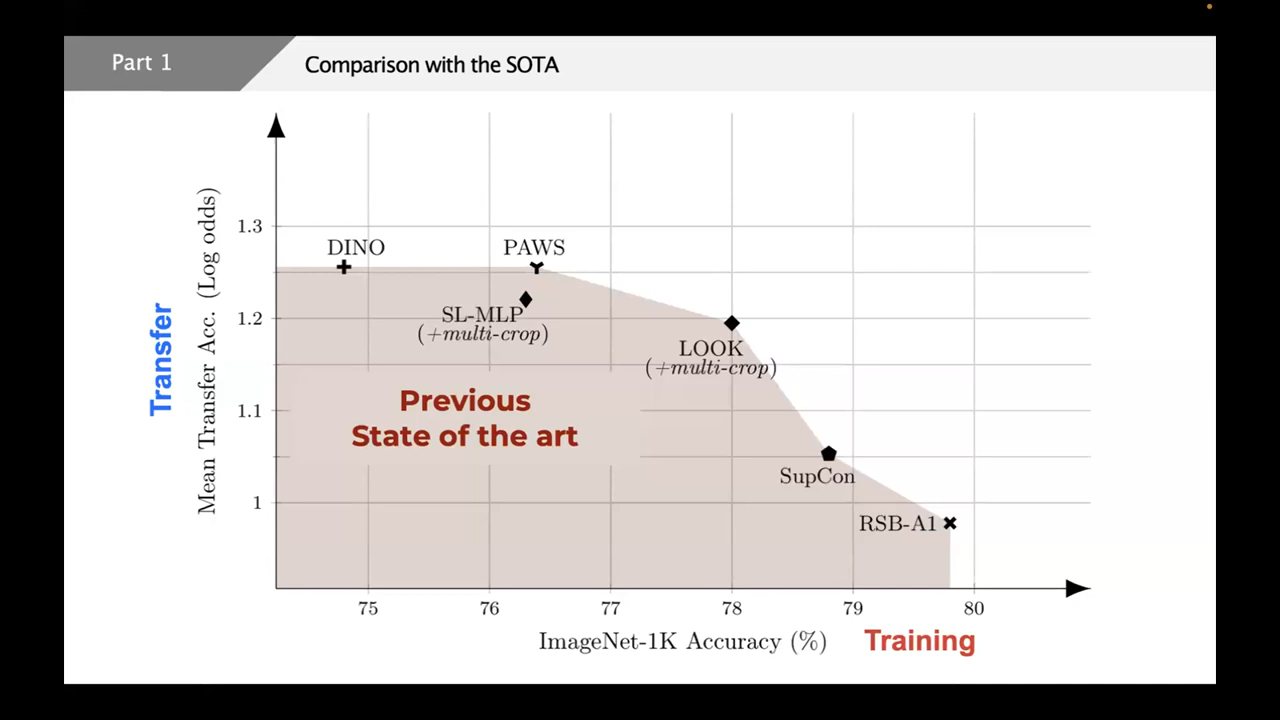 Part 1
Comparison with the SOTA
Transfer
Mean Transfer Acc. (Log odds)
1.3
1.2
1.1
1
DINO
PAWS
SL-MLP
(+multi-crop)
LOOK
(+multi-crop)
Previous
State of the art
SupCon
RSB-A1
75
76
77
78
79
80
ImageNet-1K Accuracy (%)
Training